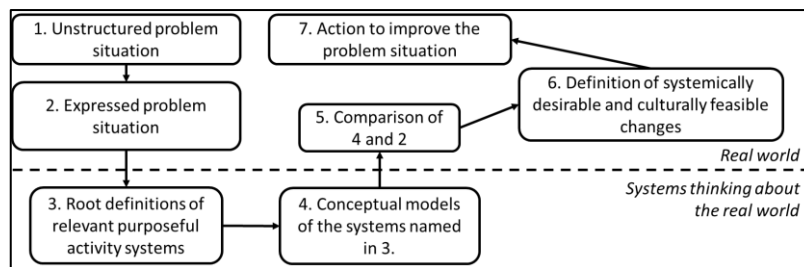 1. Unstructured problem
situation
7. Action to improve the
problem situation
2. Expressed problem
situation
6. Definition of systemically
desirable and culturally feasible
changes
5. Comparison of
4 and 2
Real world
3. Root definitions of
relevant purposeful
activity systems
4. Conceptual models
of the systems named
in 3.
Systems thinking about
the real world